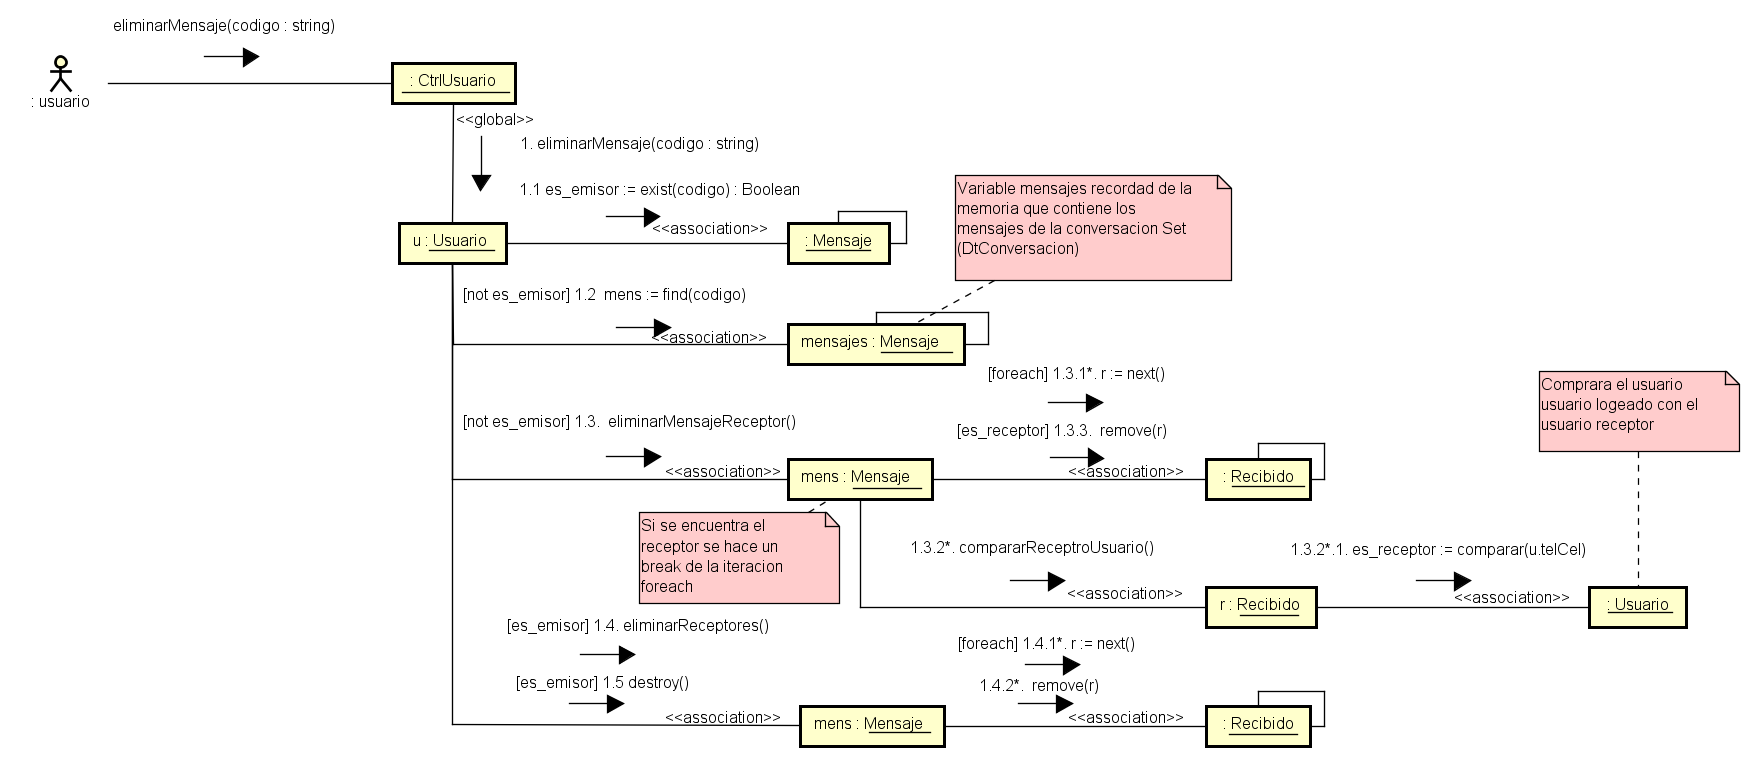 eliminarMensaje(codigo : string)
: usuario
: CtrlUsuario
<<global>>
1. eliminarMensaje(codigo : string)
1.1 es_emisor := exist(codigo) : Boolean
<<association>>
u : Usuario
: Mensaje
Variable mensajes recordad de la
memoria que contiene los
mensajes de la conversacion Set
(DtConversacion)
[not es_emisor] 1.2  mens := find(codigo)
<<association>>
mensajes : Mensaje
[foreach] 1.3.1*. r := next()
[not es_emisor] 1.3.  eliminarMensajeReceptor()
[es_receptor] 1.3.3.  remove(r)
<<association>>
<<association>>
mens : Mensaje
: Recibido
Comprara el usuario
usuario logeado con el
usuario receptor
Si se encuentra el
receptor se hace un
break de la iteracion
foreach
1.3.2*. compararReceptroUsuario()
1.3.2*.1. es_receptor := comparar(u.telCel)
<<association>>
<<association>>
r : Recibido
: Usuario
[es_emisor] 1.4. eliminarReceptores()
[foreach] 1.4.1*. r := next()
[es_emisor] 1.5 destroy()
1.4.2*.  remove(r)
<<association>>
<<association>>
mens : Mensaje
: Recibido